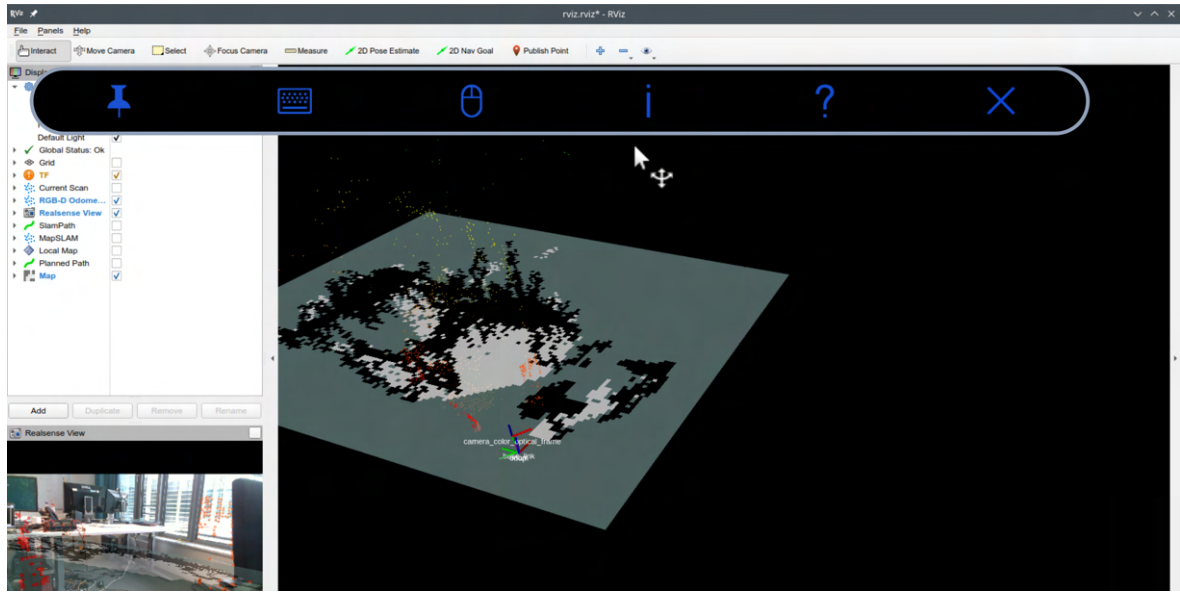 RViz
rviz.rviz* - RViz
File Panels Help
Interact Move Camera Select Focus Camera Measure 2D Pose Estimate 2D Nav Goal Publish Point
i ?
Default Light
Global Status: Ok
Grid
TF
Current Scan
RGB-D Odome...
Realsense View
SlamPath
MapSLAM
Local Map
Planned Path
Map
Add Duplicate Remove Rename
Realsense View
camera_color_optical_frame